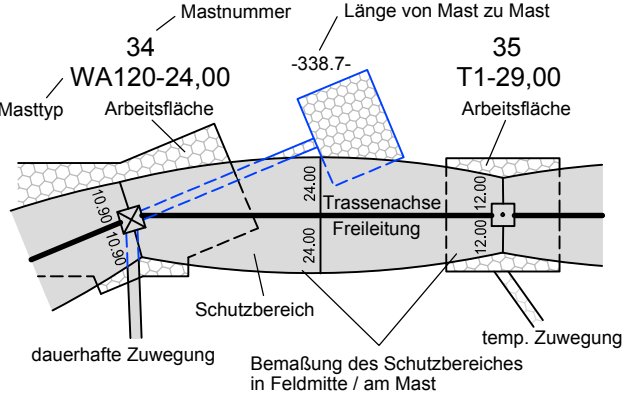 Mastnummer
Länge von Mast zu Mast
34
-338.7-
35
WA120-24,00
T1-29,00
Masttyp
Arbeitsfläche
Arbeitsfläche
10.90
24.00
12.00
Trassenachse
Freileitung
10.90
24.00
12.00
Schutzbereich
dauerhafte Zuwegung
temp. Zuwegung
Bemaßung des Schutzbereiches
in Feldmitte / am Mast